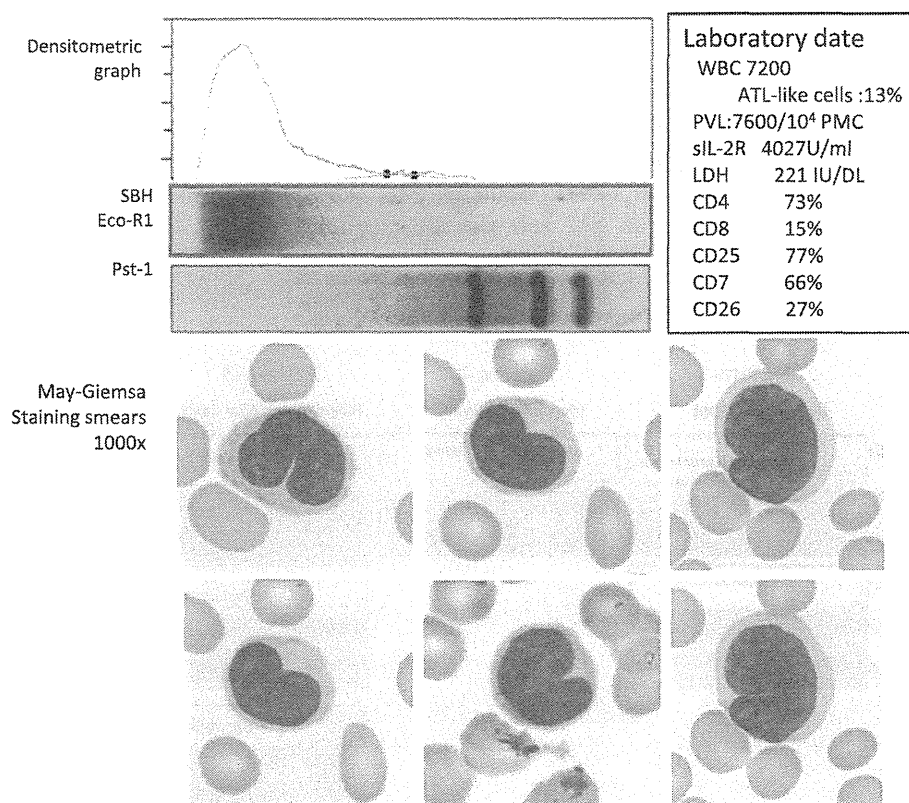 Densitometric
graph
SBH
Eco-R1
Pst-1
Laboratory date
WBC 7200
ATL-like cells :13%
PVL:7600/10⁴ PMC
sIL-2R 4027U/ml
LDH 221 IU/DL
CD4 73%
CD8 15%
CD25 77%
CD7 66%
CD26 27%
May-Giemsa
Staining smears
1000x